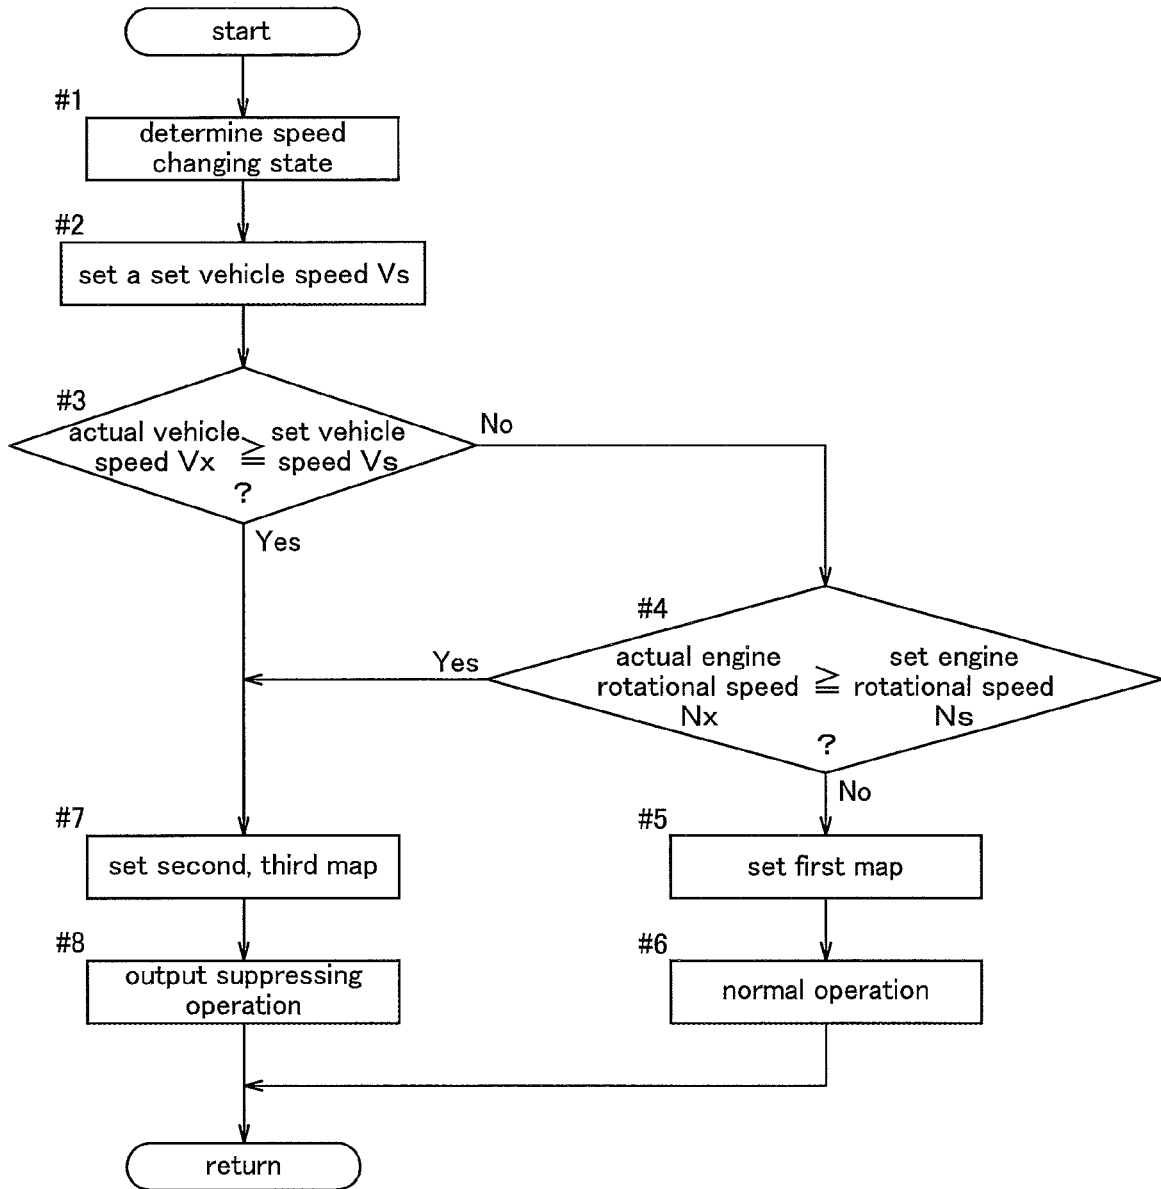 start
#1
determine speed
changing state
#2
set a set vehicle speed Vs
#3
actual vehicle ≧ set vehicle
speed Vx speed Vs
?
No
Yes
#4
actual engine ≧ set engine
rotational speed rotational speed
Nx Ns
?
Yes
No
#7
set second, third map
#5
set first map
#8
output suppressing
operation
#6
normal operation
return